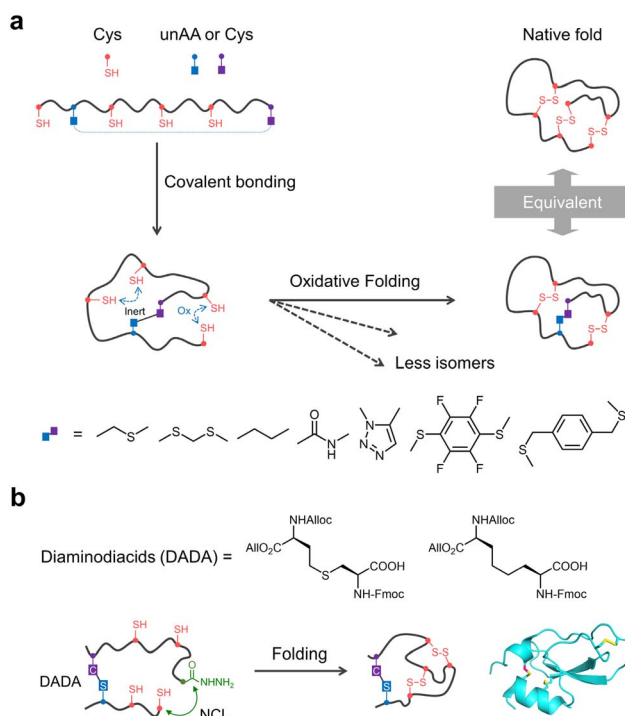 a
Cys
unAA or Cys
Native fold
SH
SH SH SH SH
S-S
S-S
S-S
Covalent bonding
Equivalent
SH
SH
SH
SH
Inert
Ox
Oxidative Folding
Less isomers
S-S
S-S
=
S
S S
O
N
H
N
N
N
F F
S S
F F
S
S
b
Diaminodiacids (DADA) =
NHAlloc
AllO₂C
S
COOH
NH-Fmoc
NHAlloc
AllO₂C
COOH
NH-Fmoc
DADA
C
S
SH
SH
SH
SH
O
NHNH₂
NCL
Folding
C
S
S-S
S-S